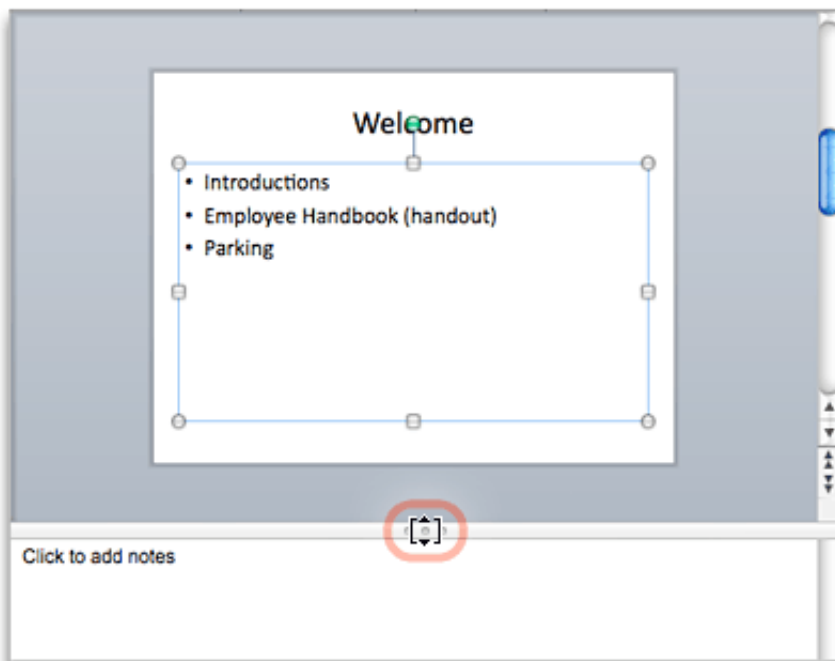 Welcome
• Introductions
• Employee Handbook (handout)
• Parking
Click to add notes